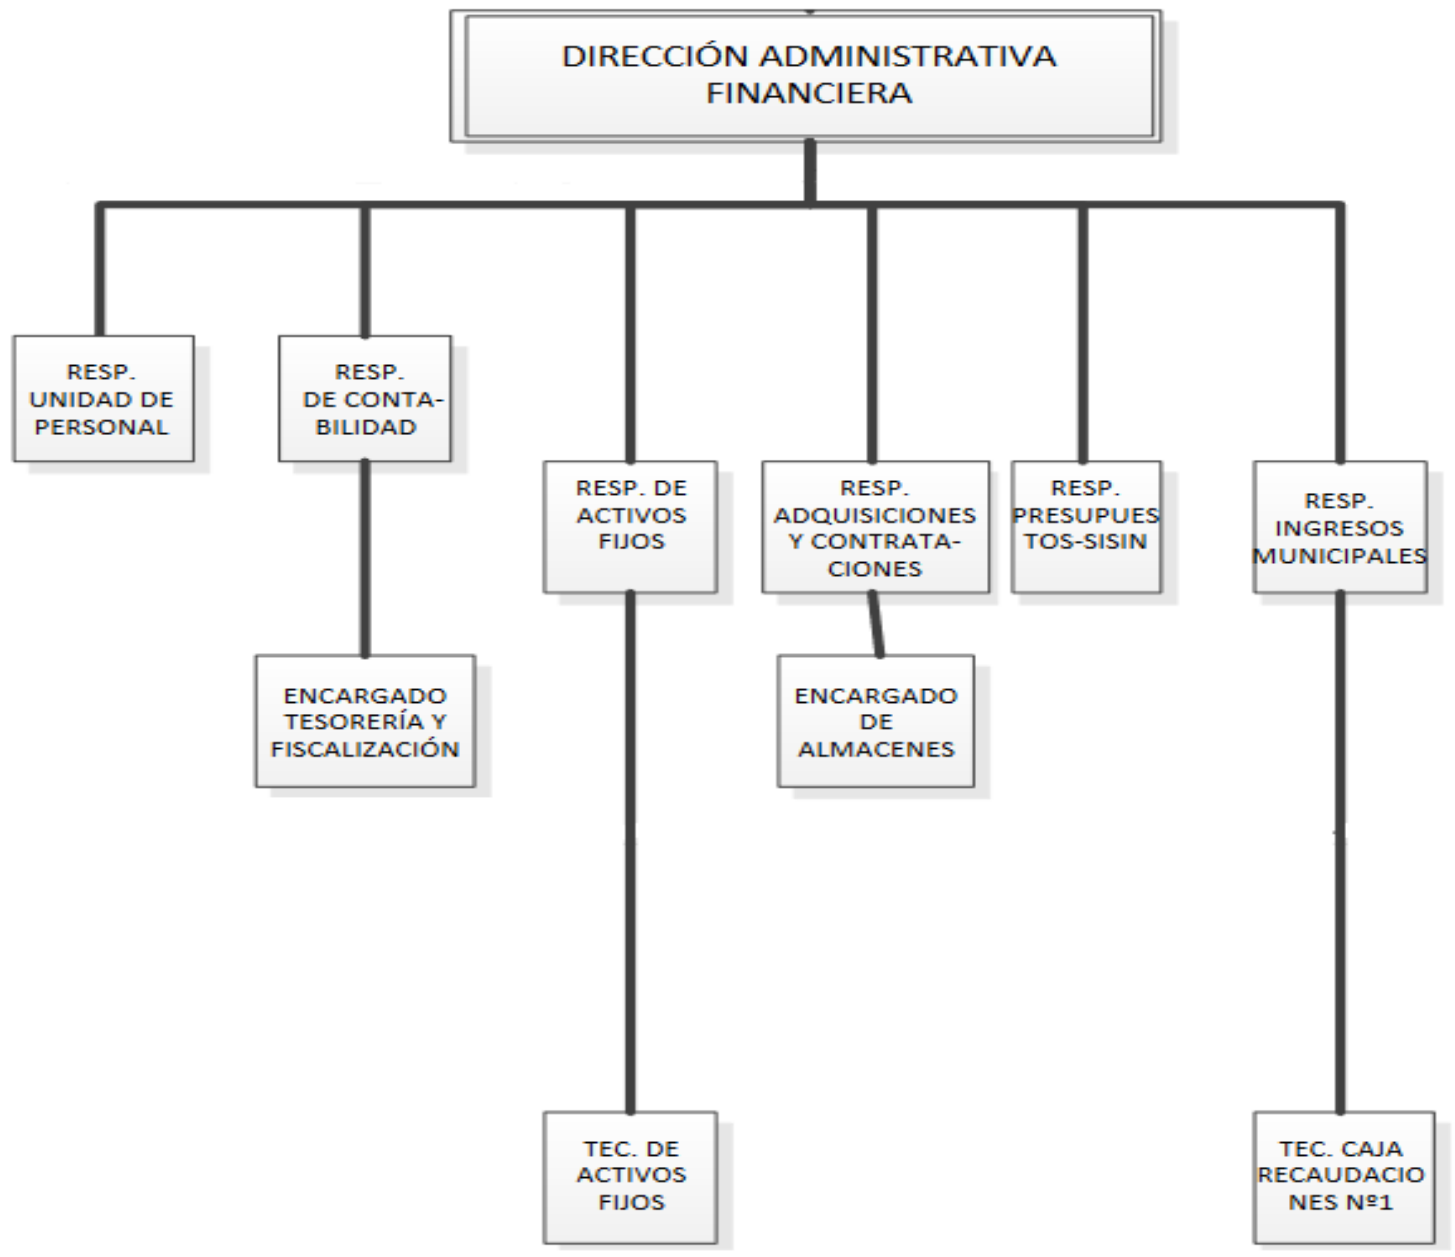 DIRECCIÓN ADMINISTRATIVA
FINANCIERA
RESP.
UNIDAD DE
PERSONAL
RESP.
DE CONTA-
BILIDAD
RESP. DE
ACTIVOS
FIJOS
RESP.
ADQUISICIONES
Y CONTRATA-
CIONES
RESP.
PRESUPUES
TOS-SISIN
RESP.
INGRESOS
MUNICIPALES
ENCARGADO
TESORERÍA Y
FISCALIZACIÓN
ENCARGADO
DE
ALMACENES
TEC. DE
ACTIVOS
FIJOS
TEC. CAJA
RECAUDACIO
NES Nº1